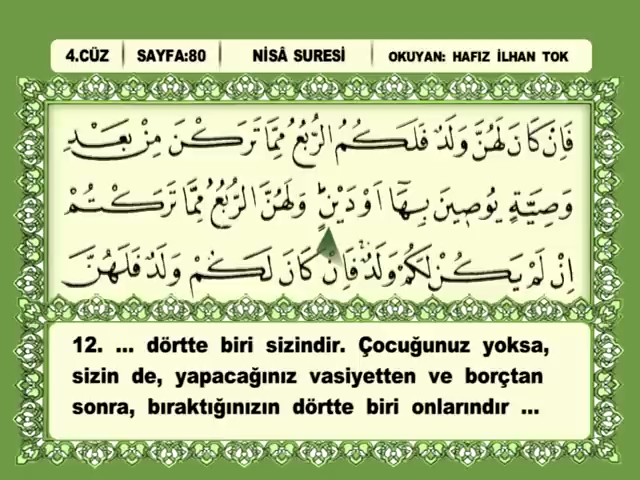 4.CÜZ SAYFA:80 NİSÂ SURESİ OKUYAN: HAFIZ İLHAN TOK
فَاِنْ كَانَ لَهُنَّ وَلَدٌ فَلَكُمُ الرُّبُعُ مِمَّا تَرَكْنَ مِنْ بَعْدِ
وَصِيَّةٍ يُوصِينَ بِهَٓا اَوْ دَيْنٍۜ وَلَهُنَّ الرُّبُعُ مِمَّا تَرَكْتُمْ
اِنْ لَمْ يَكُنْ لَكُمْ وَلَدٌۚ فَاِنْ كَانَ لَكُمْ وَلَدٌ فَلَهُنَّ
12. ... dörtte biri sizindir. Çocuğunuz yoksa,
sizin de, yapacağınız vasiyetten ve borçtan
sonra, bıraktığınızın dörtte biri onlarındır ...